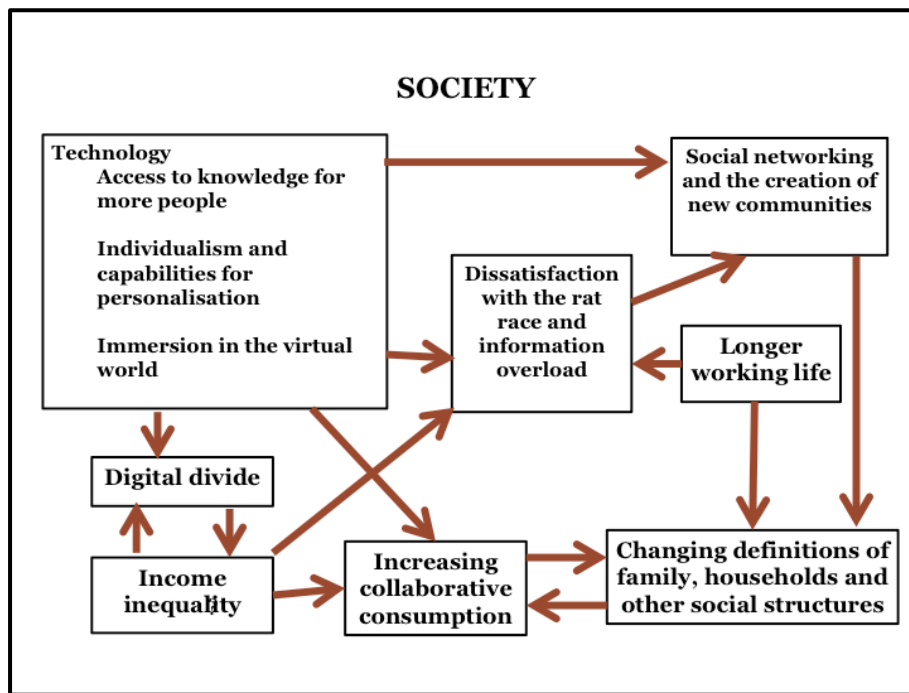 SOCIETY
Technology
Access to knowledge for
more people
Individualism and
capabilities for
personalisation
Immersion in the virtual
world
Social networking
and the creation of
new communities
Dissatisfaction
with the rat
race and
information
overload
Longer
working life
Digital divide
Income
inequality
Increasing
collaborative
consumption
Changing definitions of
family, households and
other social structures